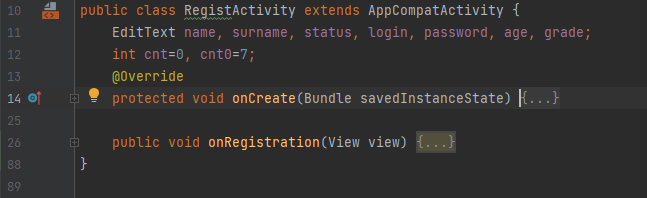 10 public class RegistActivity extends AppCompatActivity {
11 EditText name, surname, status, login, password, age, grade;
12 int cnt=0, cnt0=7;
13 @Override
14 protected void onCreate(Bundle savedInstanceState) {...}
25
26 public void onRegistration(View view) {...}
88 }
89